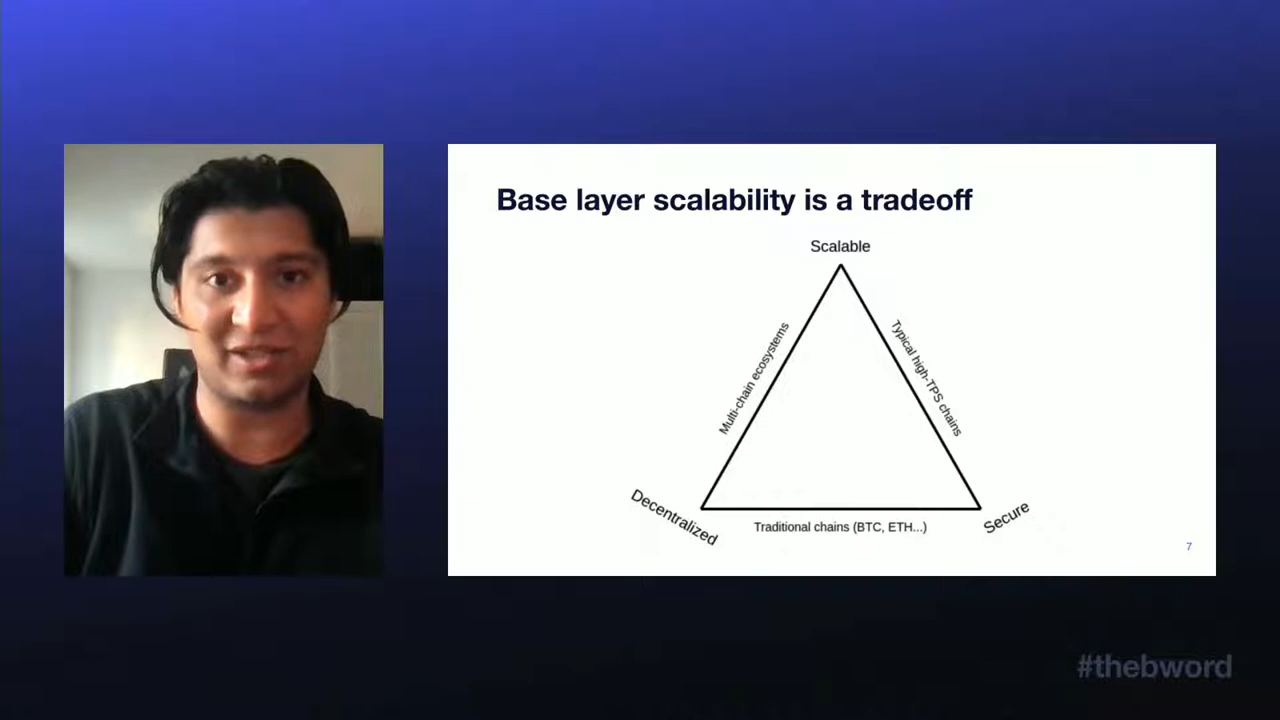 Base layer scalability is a tradeoff
Scalable
Multi-chain ecosystems
Typical high-TPS chains
Decentralized
Traditional chains (BTC, ETH...)
Secure
7
#thebword